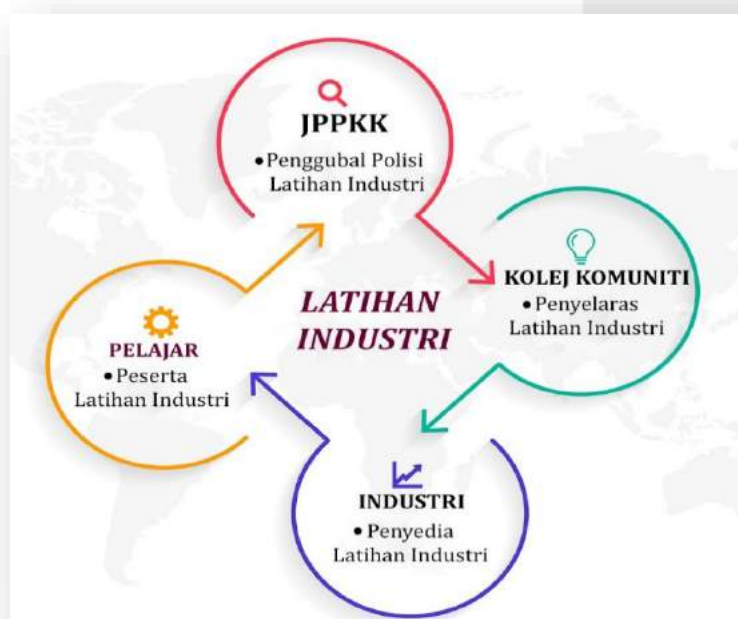 JPPKK
•Penggubal Polisi
Latihan Industri
KOLEJ KOMUNITI
•Penyelaras
Latihan Industri
LATIHAN
INDUSTRI
PELAJAR
•Peserta
Latihan Industri
INDUSTRI
•Penyedia
Latihan Industri